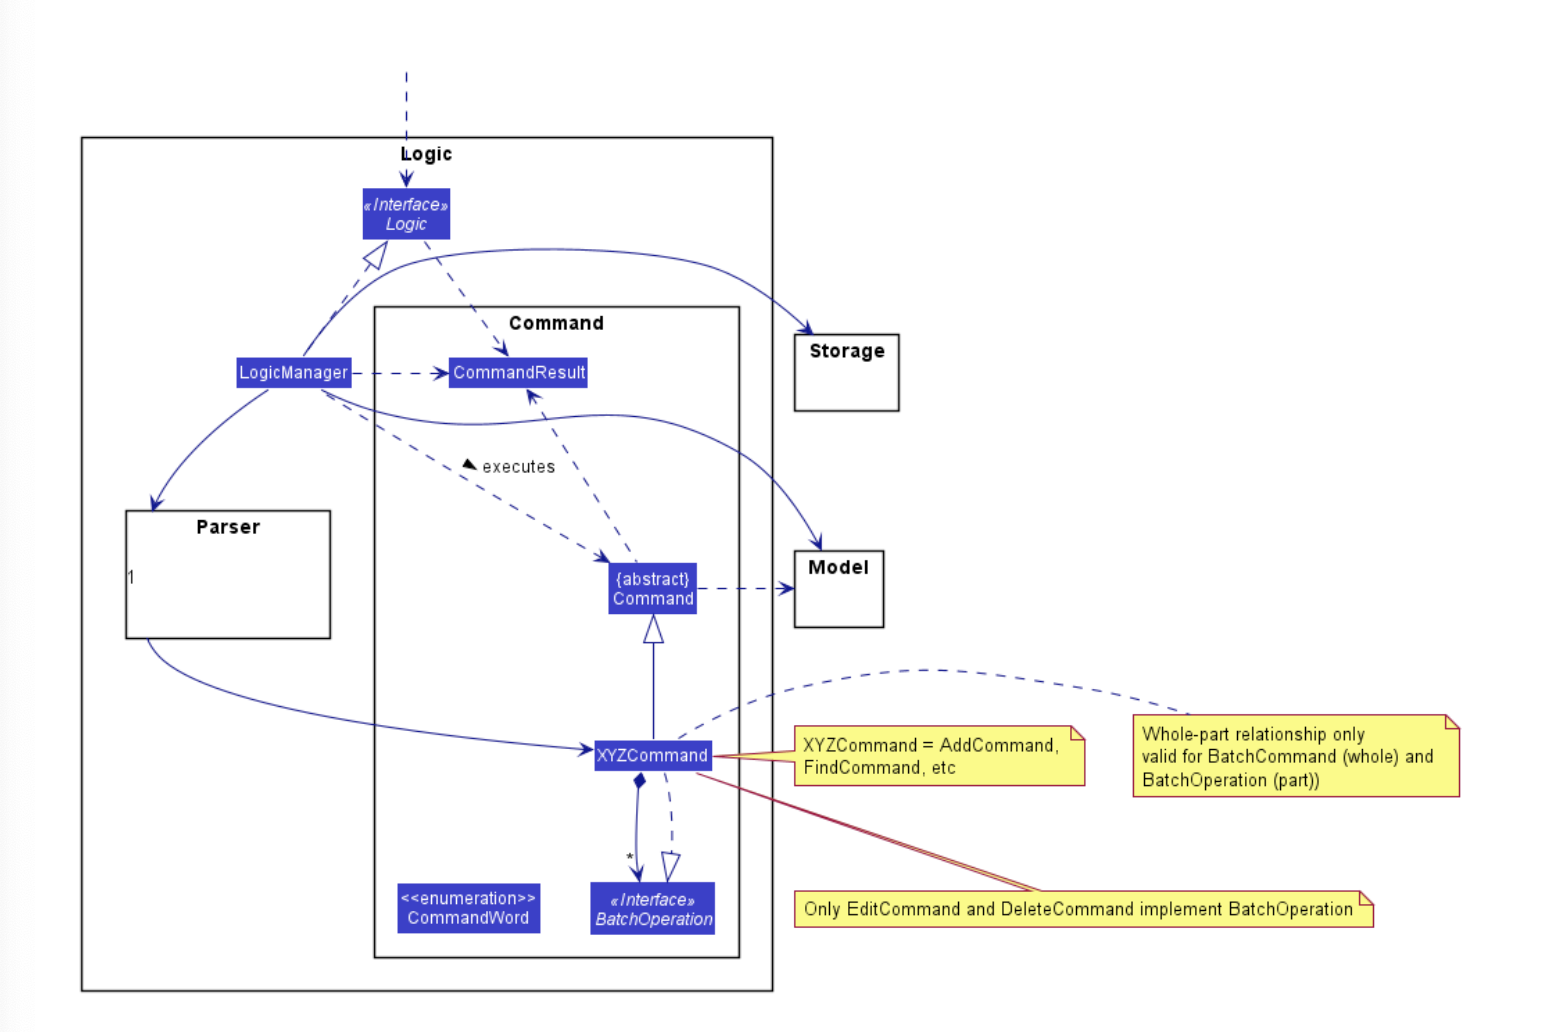 Logic
«Interface»
Logic
Command
LogicManager
CommandResult
Storage
executes
Parser
1
{abstract}
Command
Model
XYZCommand
XYZCommand = AddCommand,
FindCommand, etc
Whole-part relationship only
valid for BatchCommand (whole) and
BatchOperation (part))
*
<<enumeration>>
CommandWord
«Interface»
BatchOperation
Only EditCommand and DeleteCommand implement BatchOperation